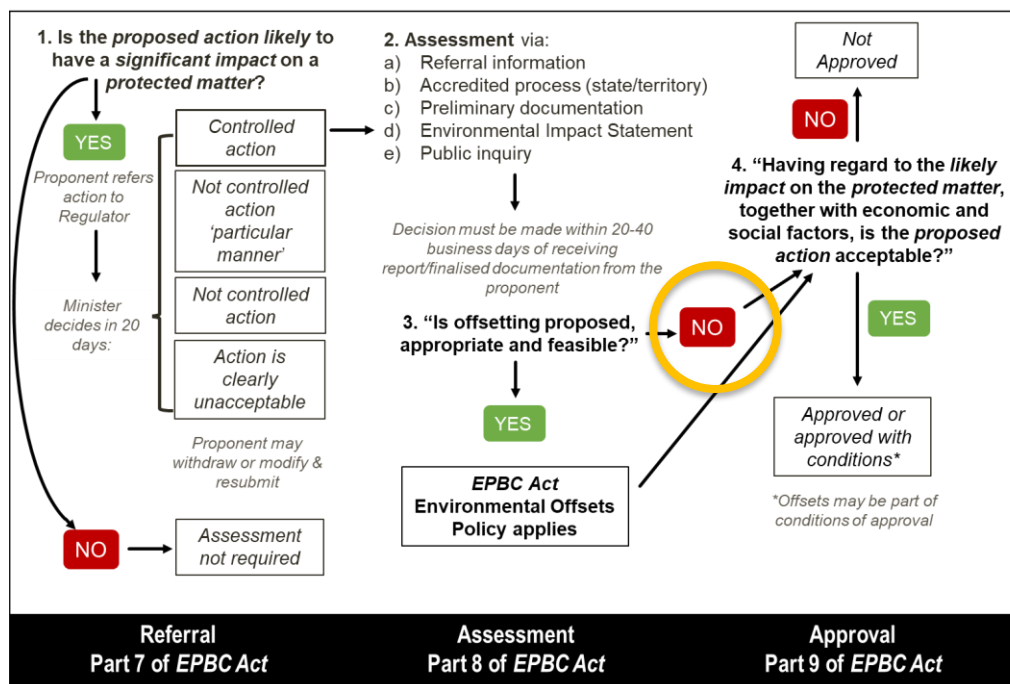 1. Is the proposed action likely to
have a significant impact on a
protected matter?
YES
Proponent refers
action to
Regulator
Minister
decides in 20
days:
Controlled
action
Not controlled
action
‘particular
manner’
Not controlled
action
Action is
clearly
unacceptable
Proponent may
withdraw or modify &
resubmit
NO
Assessment
not required
2. Assessment via:
a) Referral information
b) Accredited process (state/territory)
c) Preliminary documentation
d) Environmental Impact Statement
e) Public inquiry
Decision must be made within 20-40
business days of receiving
report/finalised documentation from the
proponent
3. “Is offsetting proposed,
appropriate and feasible?”
NO
YES
EPBC Act
Environmental Offsets
Policy applies
Not
Approved
NO
4. “Having regard to the likely
impact on the protected matter,
together with economic and
social factors, is the proposed
action acceptable?”
YES
Approved or
approved with
conditions*
*Offsets may be part of
conditions of approval
Referral
Part 7 of EPBC Act
Assessment
Part 8 of EPBC Act
Approval
Part 9 of EPBC Act